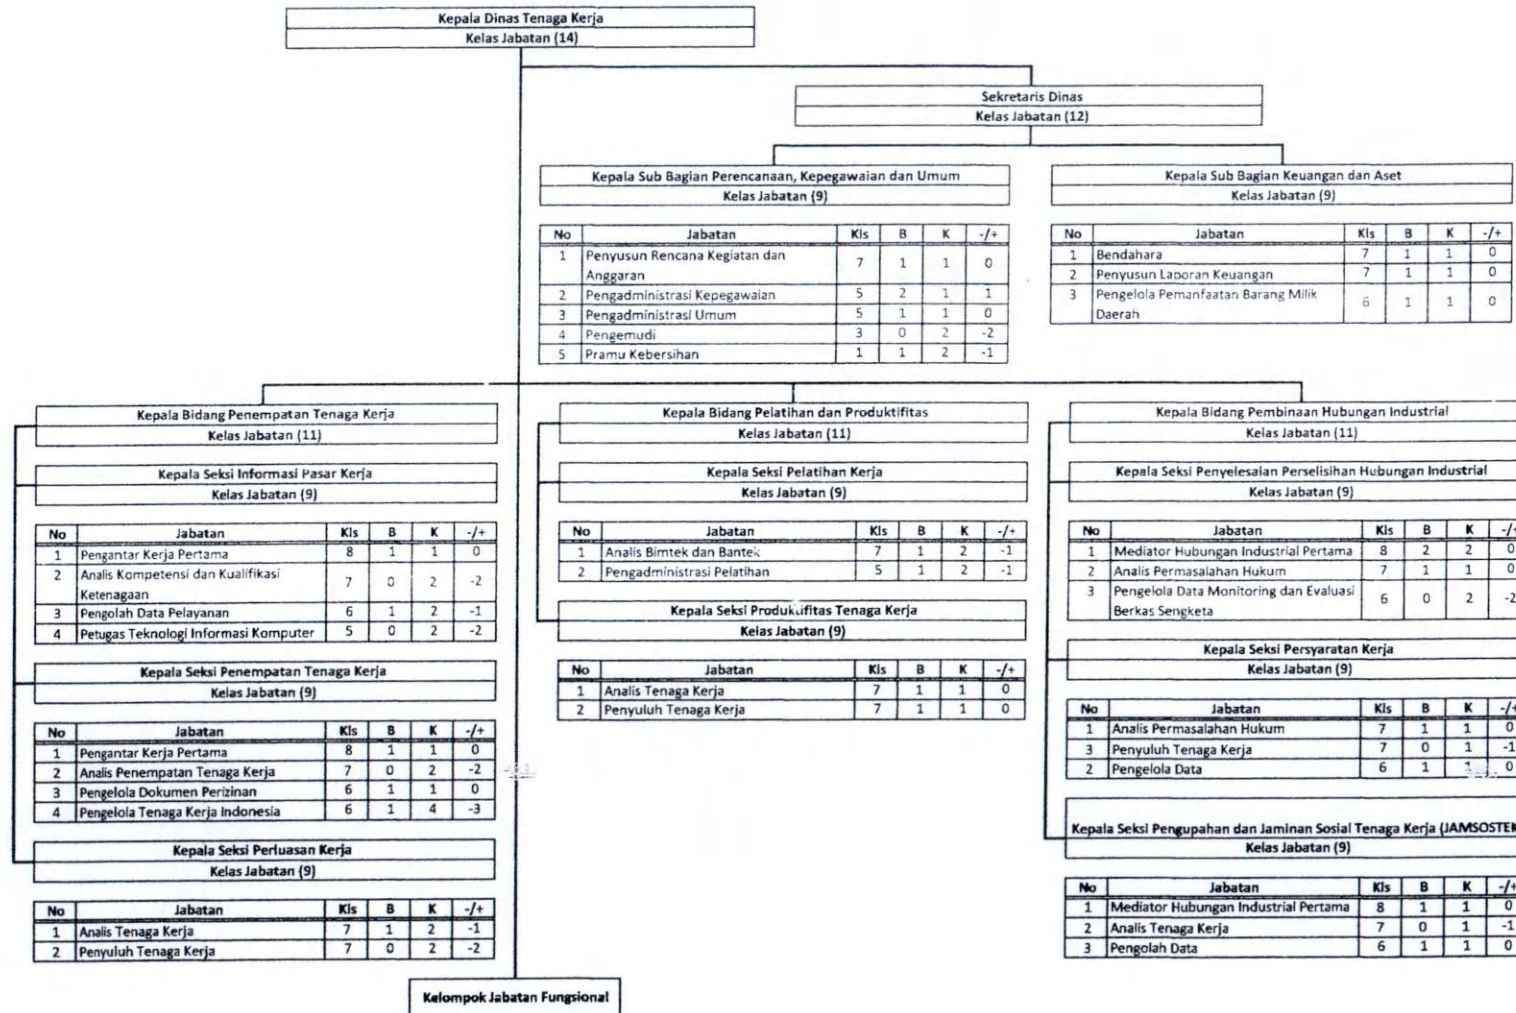 Kepala Dinas Tenaga Kerja
Kelas Jabatan (14)
Sekretaris Dinas
Kelas Jabatan (12)
Kepala Sub Bagian Perencanaan, Kepegawaian dan Umum
Kelas Jabatan (9)
No Jabatan Kls B K -/+
1 Penyusun Rencana Kegiatan dan Anggaran 7 1 1 0
2 Pengadministrasi Kepegawaian 5 2 1 1
3 Pengadministrasi Umum 5 1 1 0
4 Pengemudi 3 0 2 -2
5 Pramu Kebersihan 1 1 2 -1
Kepala Sub Bagian Keuangan dan Aset
Kelas Jabatan (9)
No Jabatan Kls B K -/+
1 Bendahara 7 1 1 0
2 Penyusun Laporan Keuangan 7 1 1 0
3 Pengelola Pemanfaatan Barang Milik Daerah 6 1 1 0
Kepala Bidang Penempatan Tenaga Kerja
Kelas Jabatan (11)
Kepala Seksi Informasi Pasar Kerja
Kelas Jabatan (9)
No Jabatan Kls B K -/+
1 Pengantar Kerja Pertama 8 1 1 0
2 Analis Kompetensi dan Kualifikasi Ketenagaan 7 0 2 -2
3 Pengolah Data Pelayanan 6 1 2 -1
4 Petugas Teknologi Informasi Komputer 5 0 2 -2
Kepala Seksi Penempatan Tenaga Kerja
Kelas Jabatan (9)
No Jabatan Kls B K -/+
1 Pengantar Kerja Pertama 8 1 1 0
2 Analis Penempatan Tenaga Kerja 7 0 2 -2
3 Pengelola Dokumen Perizinan 6 1 1 0
4 Pengelola Tenaga Kerja Indonesia 6 1 4 -3
Kepala Seksi Perluasan Kerja
Kelas Jabatan (9)
No Jabatan Kls B K -/+
1 Analis Tenaga Kerja 7 1 2 -1
2 Penyuluh Tenaga Kerja 7 0 2 -2
Kepala Bidang Pelatihan dan Produktifitas
Kelas Jabatan (11)
Kepala Seksi Pelatihan Kerja
Kelas Jabatan (9)
No Jabatan Kls B K -/+
1 Analis Bimtek dan Bantek 7 1 2 -1
2 Pengadministrasi Pelatihan 5 1 2 -1
Kepala Seksi Produktifitas Tenaga Kerja
Kelas Jabatan (9)
No Jabatan Kls B K -/+
1 Analis Tenaga Kerja 7 1 1 0
2 Penyuluh Tenaga Kerja 7 1 1 0
Kepala Bidang Pembinaan Hubungan Industrial
Kelas Jabatan (11)
Kepala Seksi Penyelesaian Perselisihan Hubungan Industrial
Kelas Jabatan (9)
No Jabatan Kls B K -/+
1 Mediator Hubungan Industrial Pertama 8 2 2 0
2 Analis Permasalahan Hukum 7 1 1 0
3 Pengelola Data Monitoring dan Evaluasi Berkas Sengketa 6 0 2 -2
Kepala Seksi Persyaratan Kerja
Kelas Jabatan (9)
No Jabatan Kls B K -/+
1 Analis Permasalahan Hukum 7 1 1 0
3 Penyuluh Tenaga Kerja 7 0 1 -1
2 Pengelola Data 6 1 1 0
Kepala Seksi Pengupahan dan Jaminan Sosial Tenaga Kerja (JAMSOSTEK
Kelas Jabatan (9)
No Jabatan Kls B K -/+
1 Mediator Hubungan Industrial Pertama 8 1 1 0
2 Analis Tenaga Kerja 7 0 1 -1
3 Pengolah Data 6 1 1 0
Kelompok Jabatan Fungsional